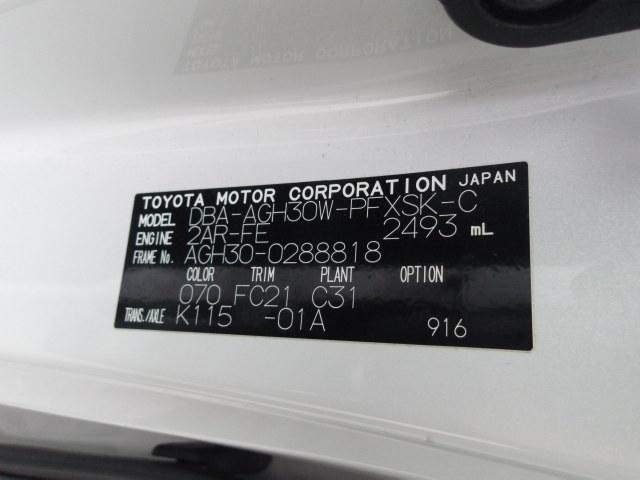 TOYOTA MOTOR CORPORATION JAPAN
MODEL DBA-AGH30W-PFXSK-C
ENGINE 2AR-FE 2493 mL
FRAME No. AGH30-0288818
COLOR TRIM PLANT OPTION
070 FC21 C31
TRANS./AXLE K115 -01A 916